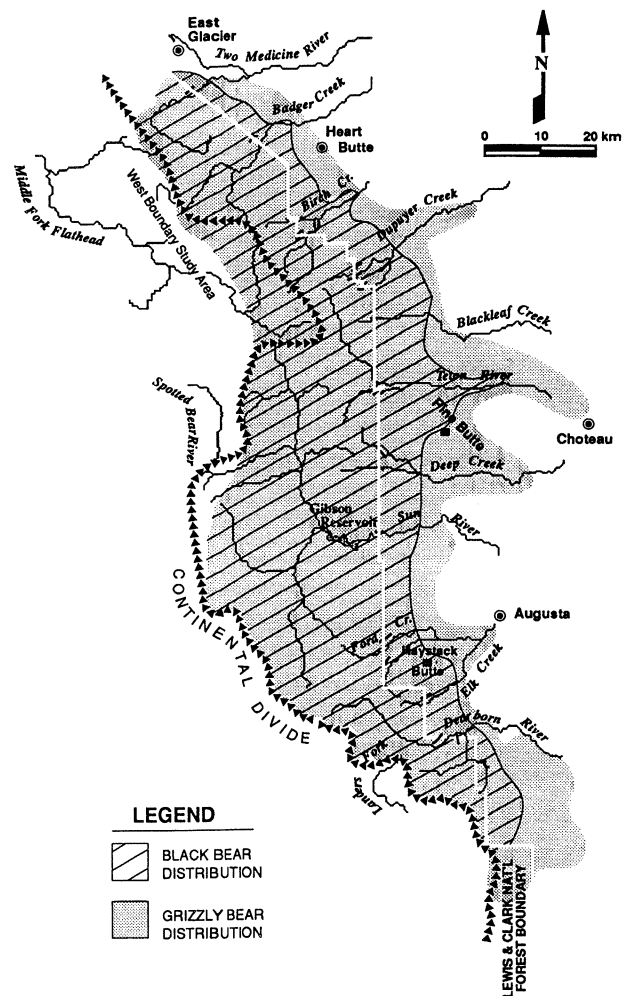 East
Glacier
Two Medicine River
N
Badger Creek
Heart
Butte
0 10 20 km
Middle Fork Flathead
West Boundary Study Area
Birch Cr.
Dupuyer Creek
Blackleaf Creek
Teton River
Spotted
Bear River
Pine Butte
Choteau
Deep Creek
Gibson
Reservoir
Sun River
CONTINENTAL DIVIDE
Augusta
Ford Cr.
Haystack
Butte
Elk Creek
Dearborn River
Landers Fork
LEGEND
BLACK BEAR
DISTRIBUTION
GRIZZLY BEAR
DISTRIBUTION
LEWIS & CLARK NAT'L
FOREST BOUNDARY